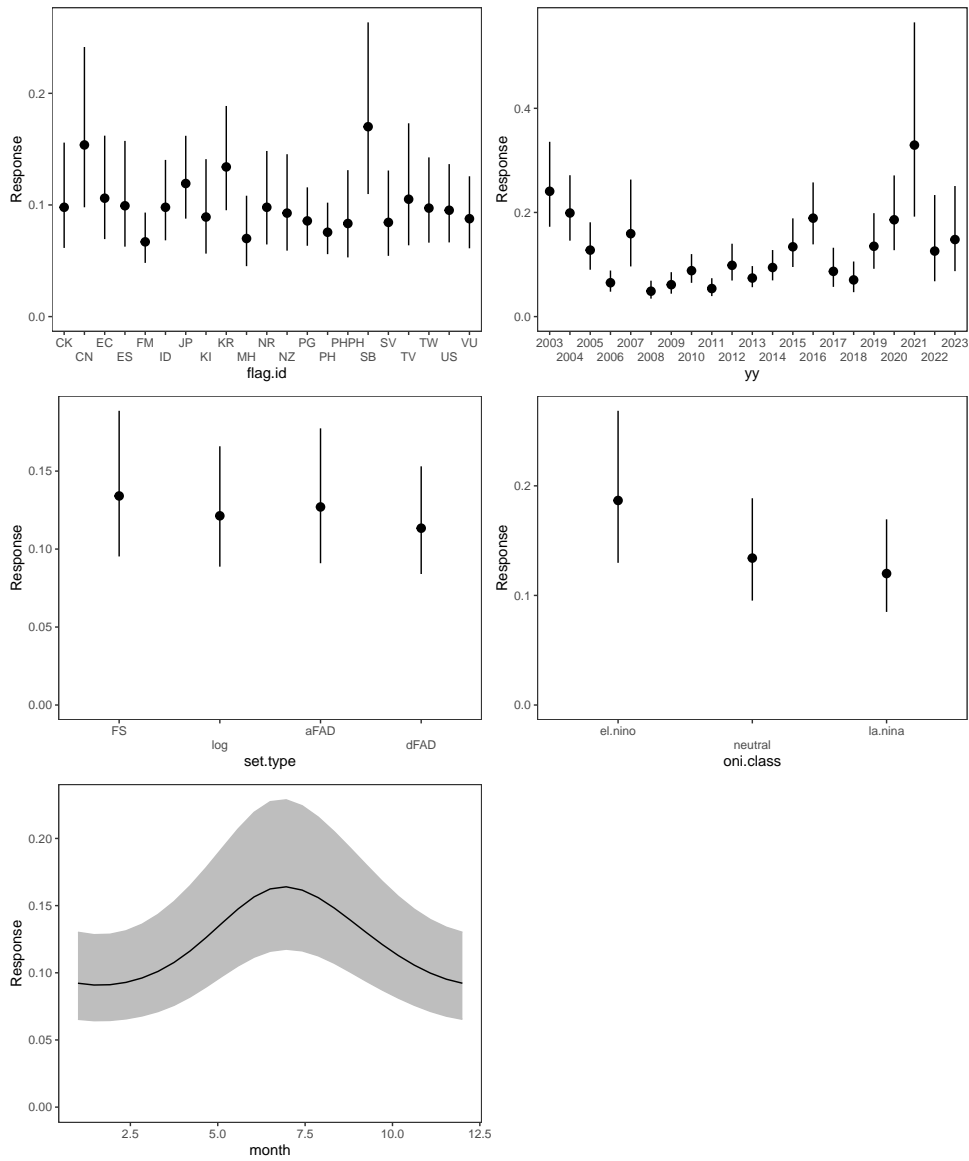 Response
0.2
0.1
0.0
CK EC FM JP KR NR PG PHPH SV TW VU
CN ES ID KI MH NZ PH SB TV US
flag.id
Response
0.4
0.2
0.0
2003 2005 2007 2009 2011 2013 2015 2017 2019 2021 2023
2004 2006 2008 2010 2012 2014 2016 2018 2020 2022
yy
Response
0.15
0.10
0.05
0.00
FS aFAD
log dFAD
set.type
Response
0.2
0.1
0.0
el.nino la.nina
neutral
oni.class
Response
0.20
0.15
0.10
0.05
0.00
2.5 5.0 7.5 10.0 12.5
month